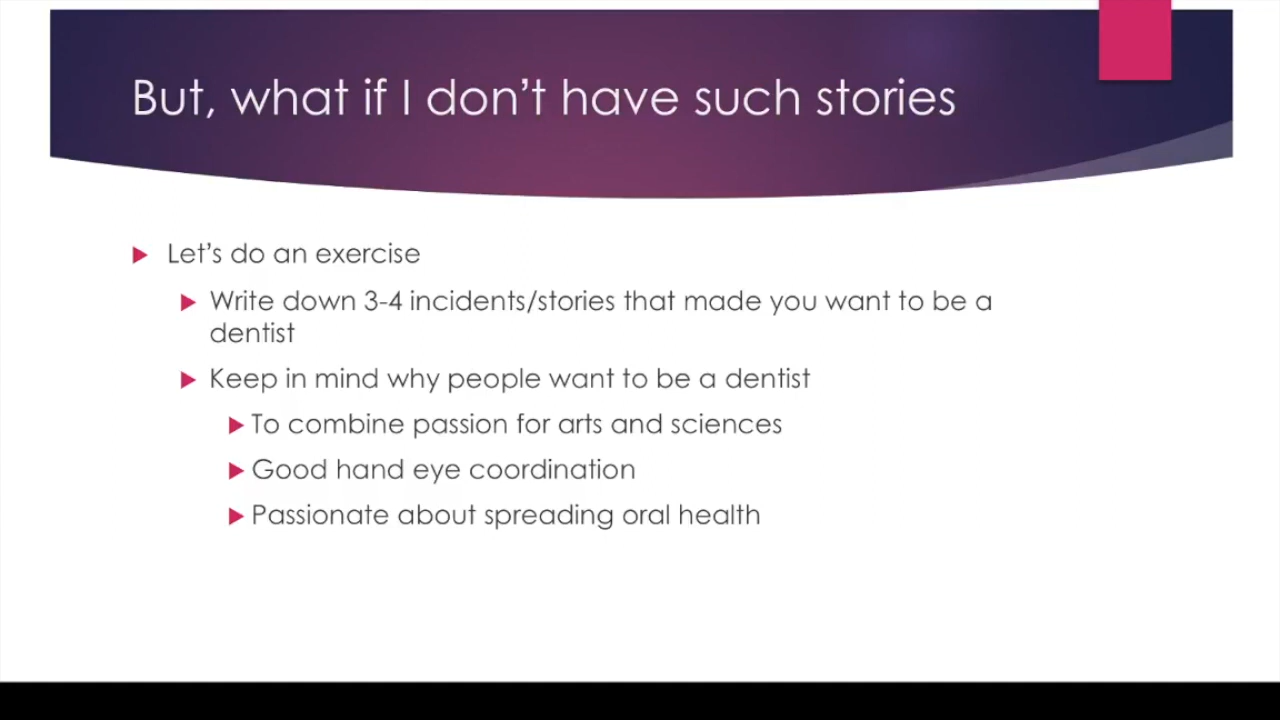 But, what if I don’t have such stories
Let’s do an exercise
Write down 3-4 incidents/stories that made you want to be a
dentist
Keep in mind why people want to be a dentist
To combine passion for arts and sciences
Good hand eye coordination
Passionate about spreading oral health